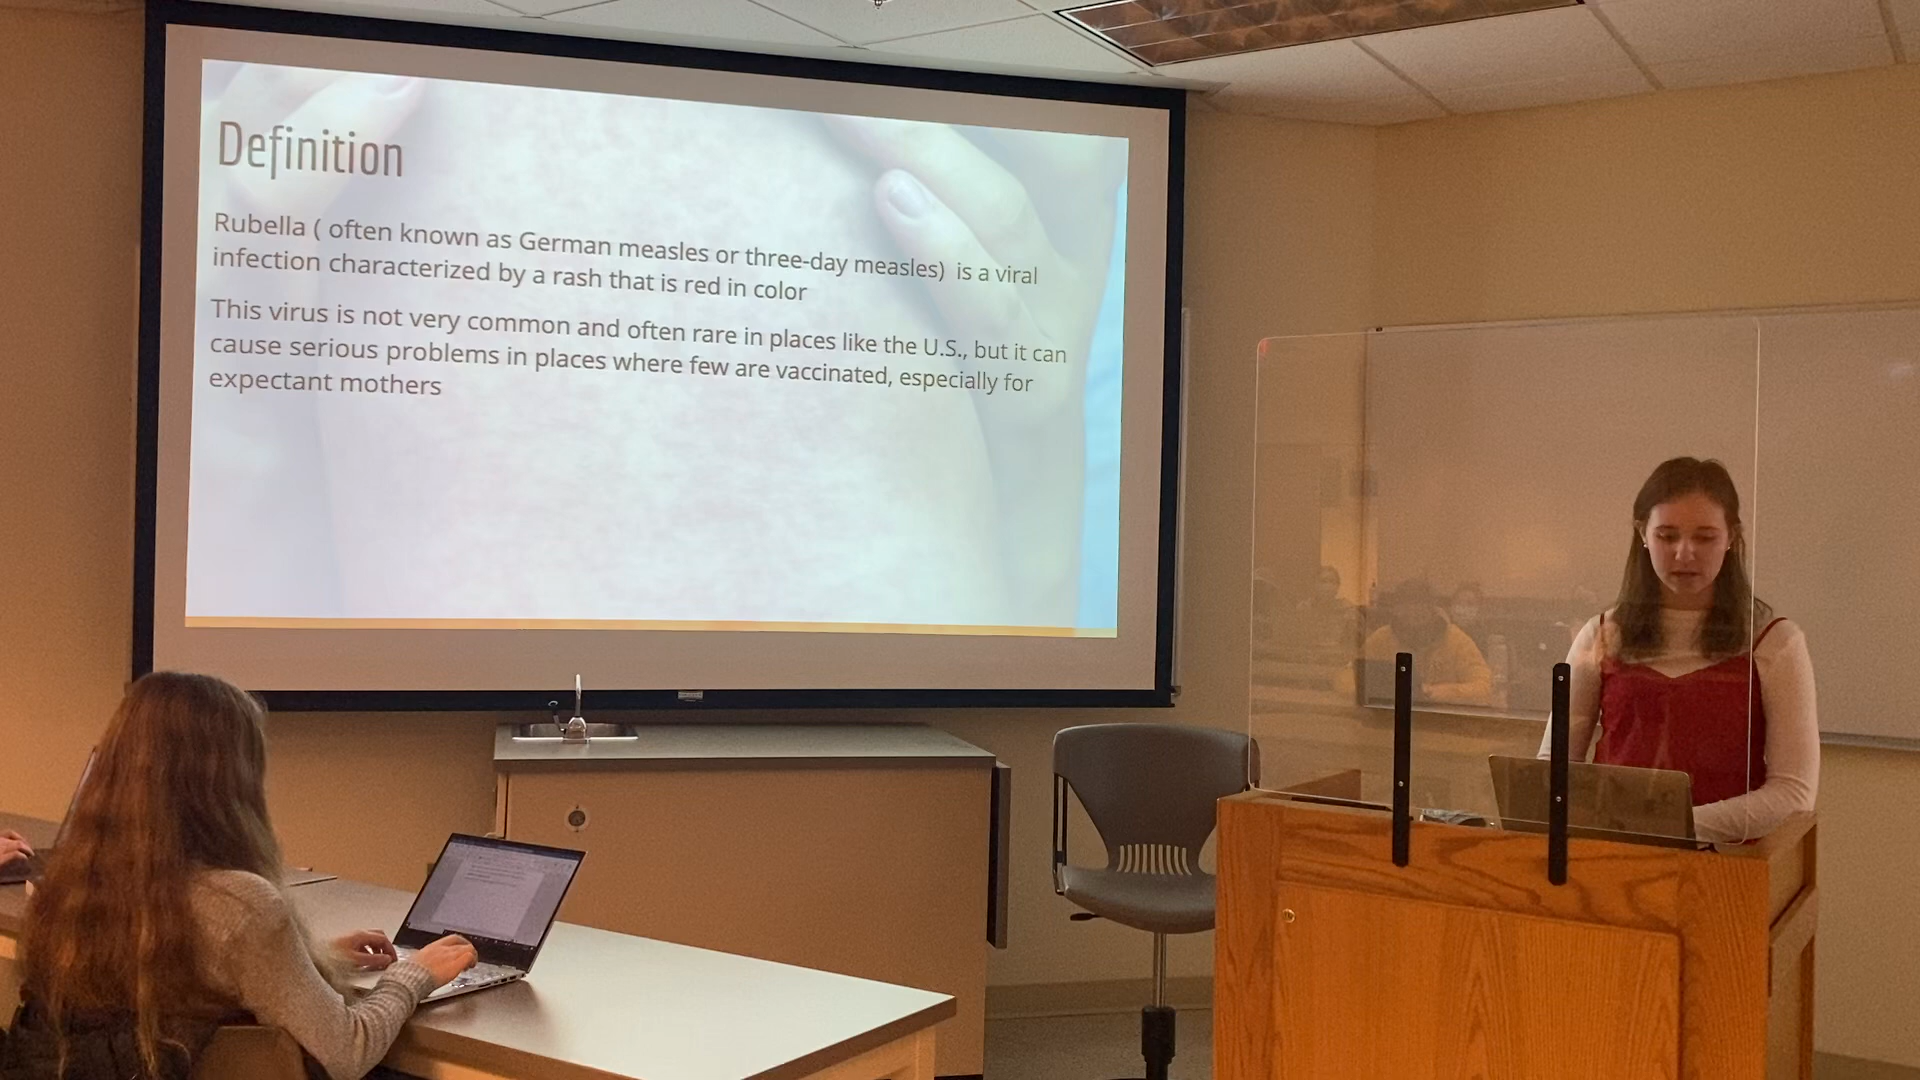 Definition
Rubella ( often known as German measles or three-day measles)  is a viral
infection characterized by a rash that is red in color
This virus is not very common and often rare in places like the U.S., but it can
cause serious problems in places where few are vaccinated, especially for
expectant mothers